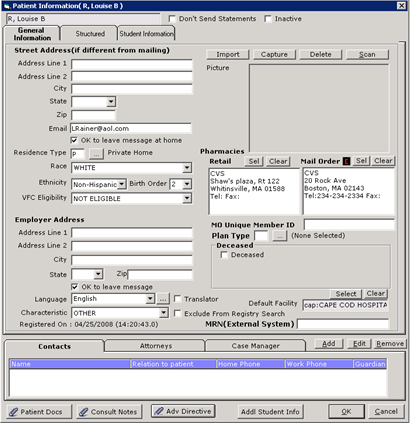 Patient Information( R, Louise B )
R, Louise B
Don't Send Statements
Inactive
General Information
Structured
Student Information
Street Address(if different from mailing)
Address Line 1
Address Line 2
City
State
Zip
Email LRainer@aol.com
OK to leave message at home
Residence Type P ... Private Home
Race WHITE
Ethnicity Non-Hispanic Birth Order 2
VFC Eligibility NOT ELIGIBLE
Employer Address
Address Line 1
Address Line 2
City
State Zip
OK to leave message
Language English ... Translator
Characteristic OTHER Exclude From Registry Search
Registered On : 04/25/2008 (14:20:43.0)
Import Capture Delete Scan
Picture
Pharmacies
Retail Sel Clear
CVS
Shaw's plaza, Rt 122
Whitinsville, MA 01588
Tel: Fax:
Mail Order E Sel Clear
CVS
20 Rock Ave
Boston, MA 02143
Tel:234-234-2334 Fax:
MO Unique Member ID
Plan Type ... (None Selected)
Deceased
Deceased
Select Clear
Default Facility cap:CAPE COD HOSPITA
MRN(External System)
Contacts Attorneys Case Manager Add Edit Remove
Name Relation to patient Home Phone Work Phone Guardian
Patient Docs Consult Notes Adv Directive Addl Student Info OK Cancel